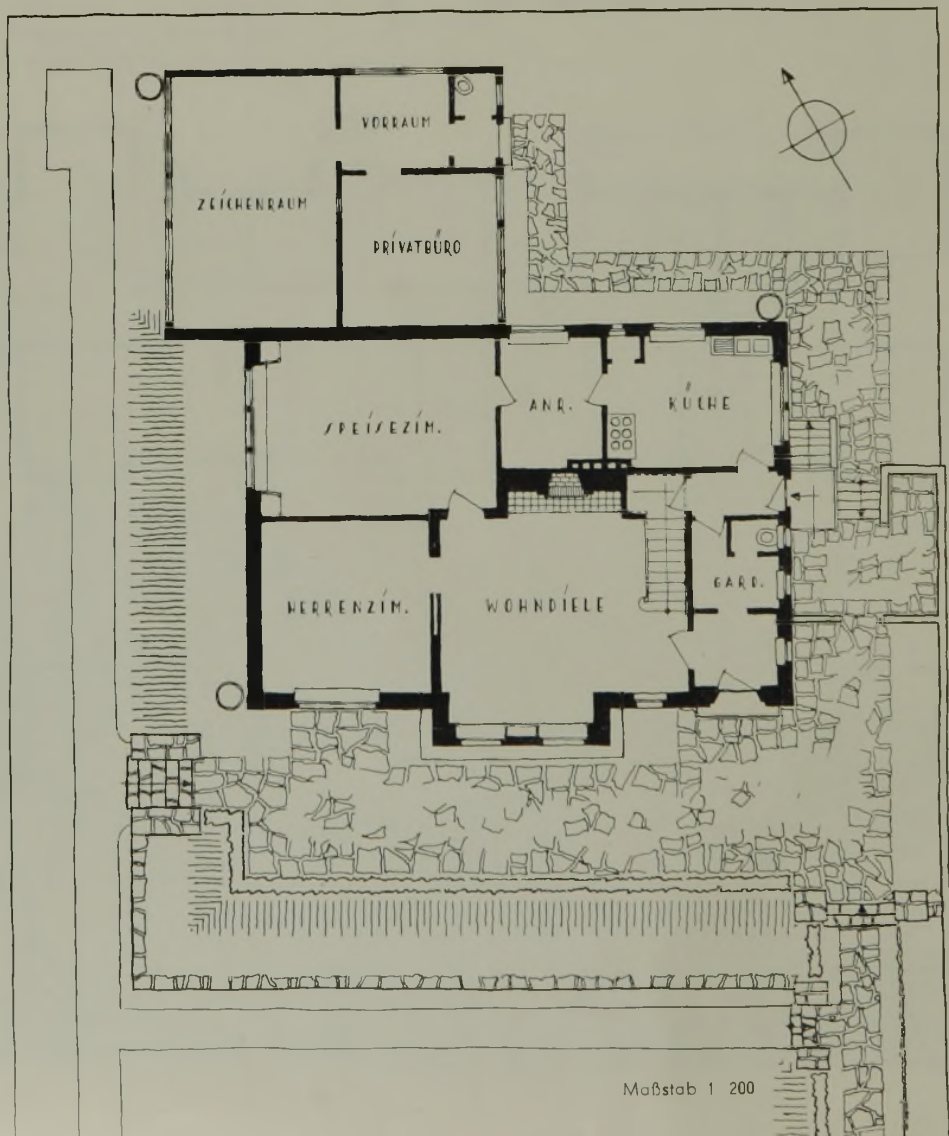 VORRAUM
ZEICHENRAUM
PRIVATBÜRO
SPEISEZIM.
ANR.
KÜCHE
HERRENZIM.
WOHNDIELE
GARD.
Maßstab 1 200